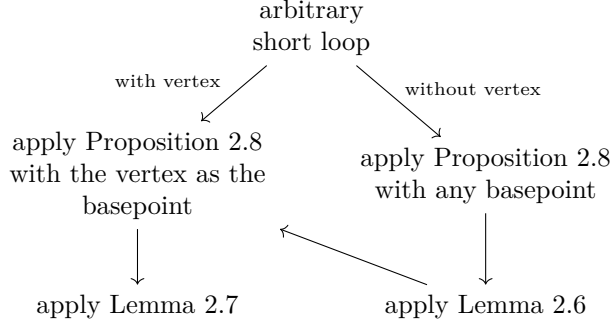 arbitrary
short loop
with vertex
without vertex
apply Proposition 2.8
with the vertex as the
basepoint
apply Proposition 2.8
with any basepoint
apply Lemma 2.7
apply Lemma 2.6